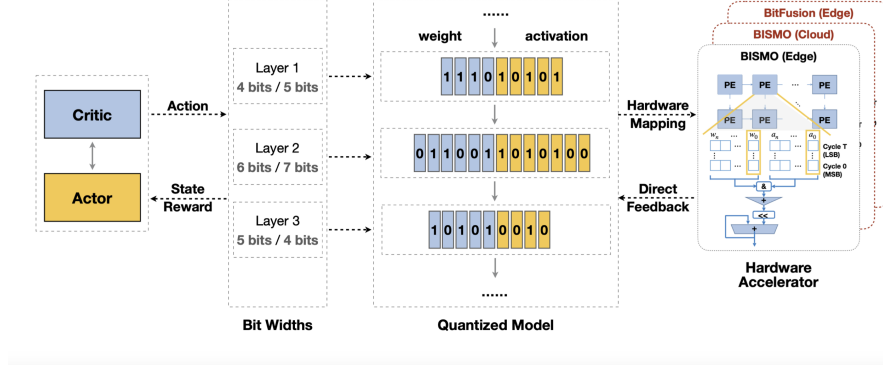 BitFusion (Edge)
BISMO (Cloud)
BISMO (Edge)
......
weight activation
Critic
Actor
Action
State
Reward
Layer 1
4 bits / 5 bits
Layer 2
6 bits / 7 bits
Layer 3
5 bits / 4 bits
1 1 1 0 1 0 1 0 1
0 1 1 0 0 1 1 0 1 0 1 0 0
1 0 1 0 1 0 0 1 0
......
Hardware
Mapping
Direct
Feedback
PE PE ... PE
PE PE PE
wn ... w0 an ... a0
Cycle T
(LSB)
Cycle 0
(MSB)
&
+
<<
+
Bit Widths
Quantized Model
Hardware
Accelerator